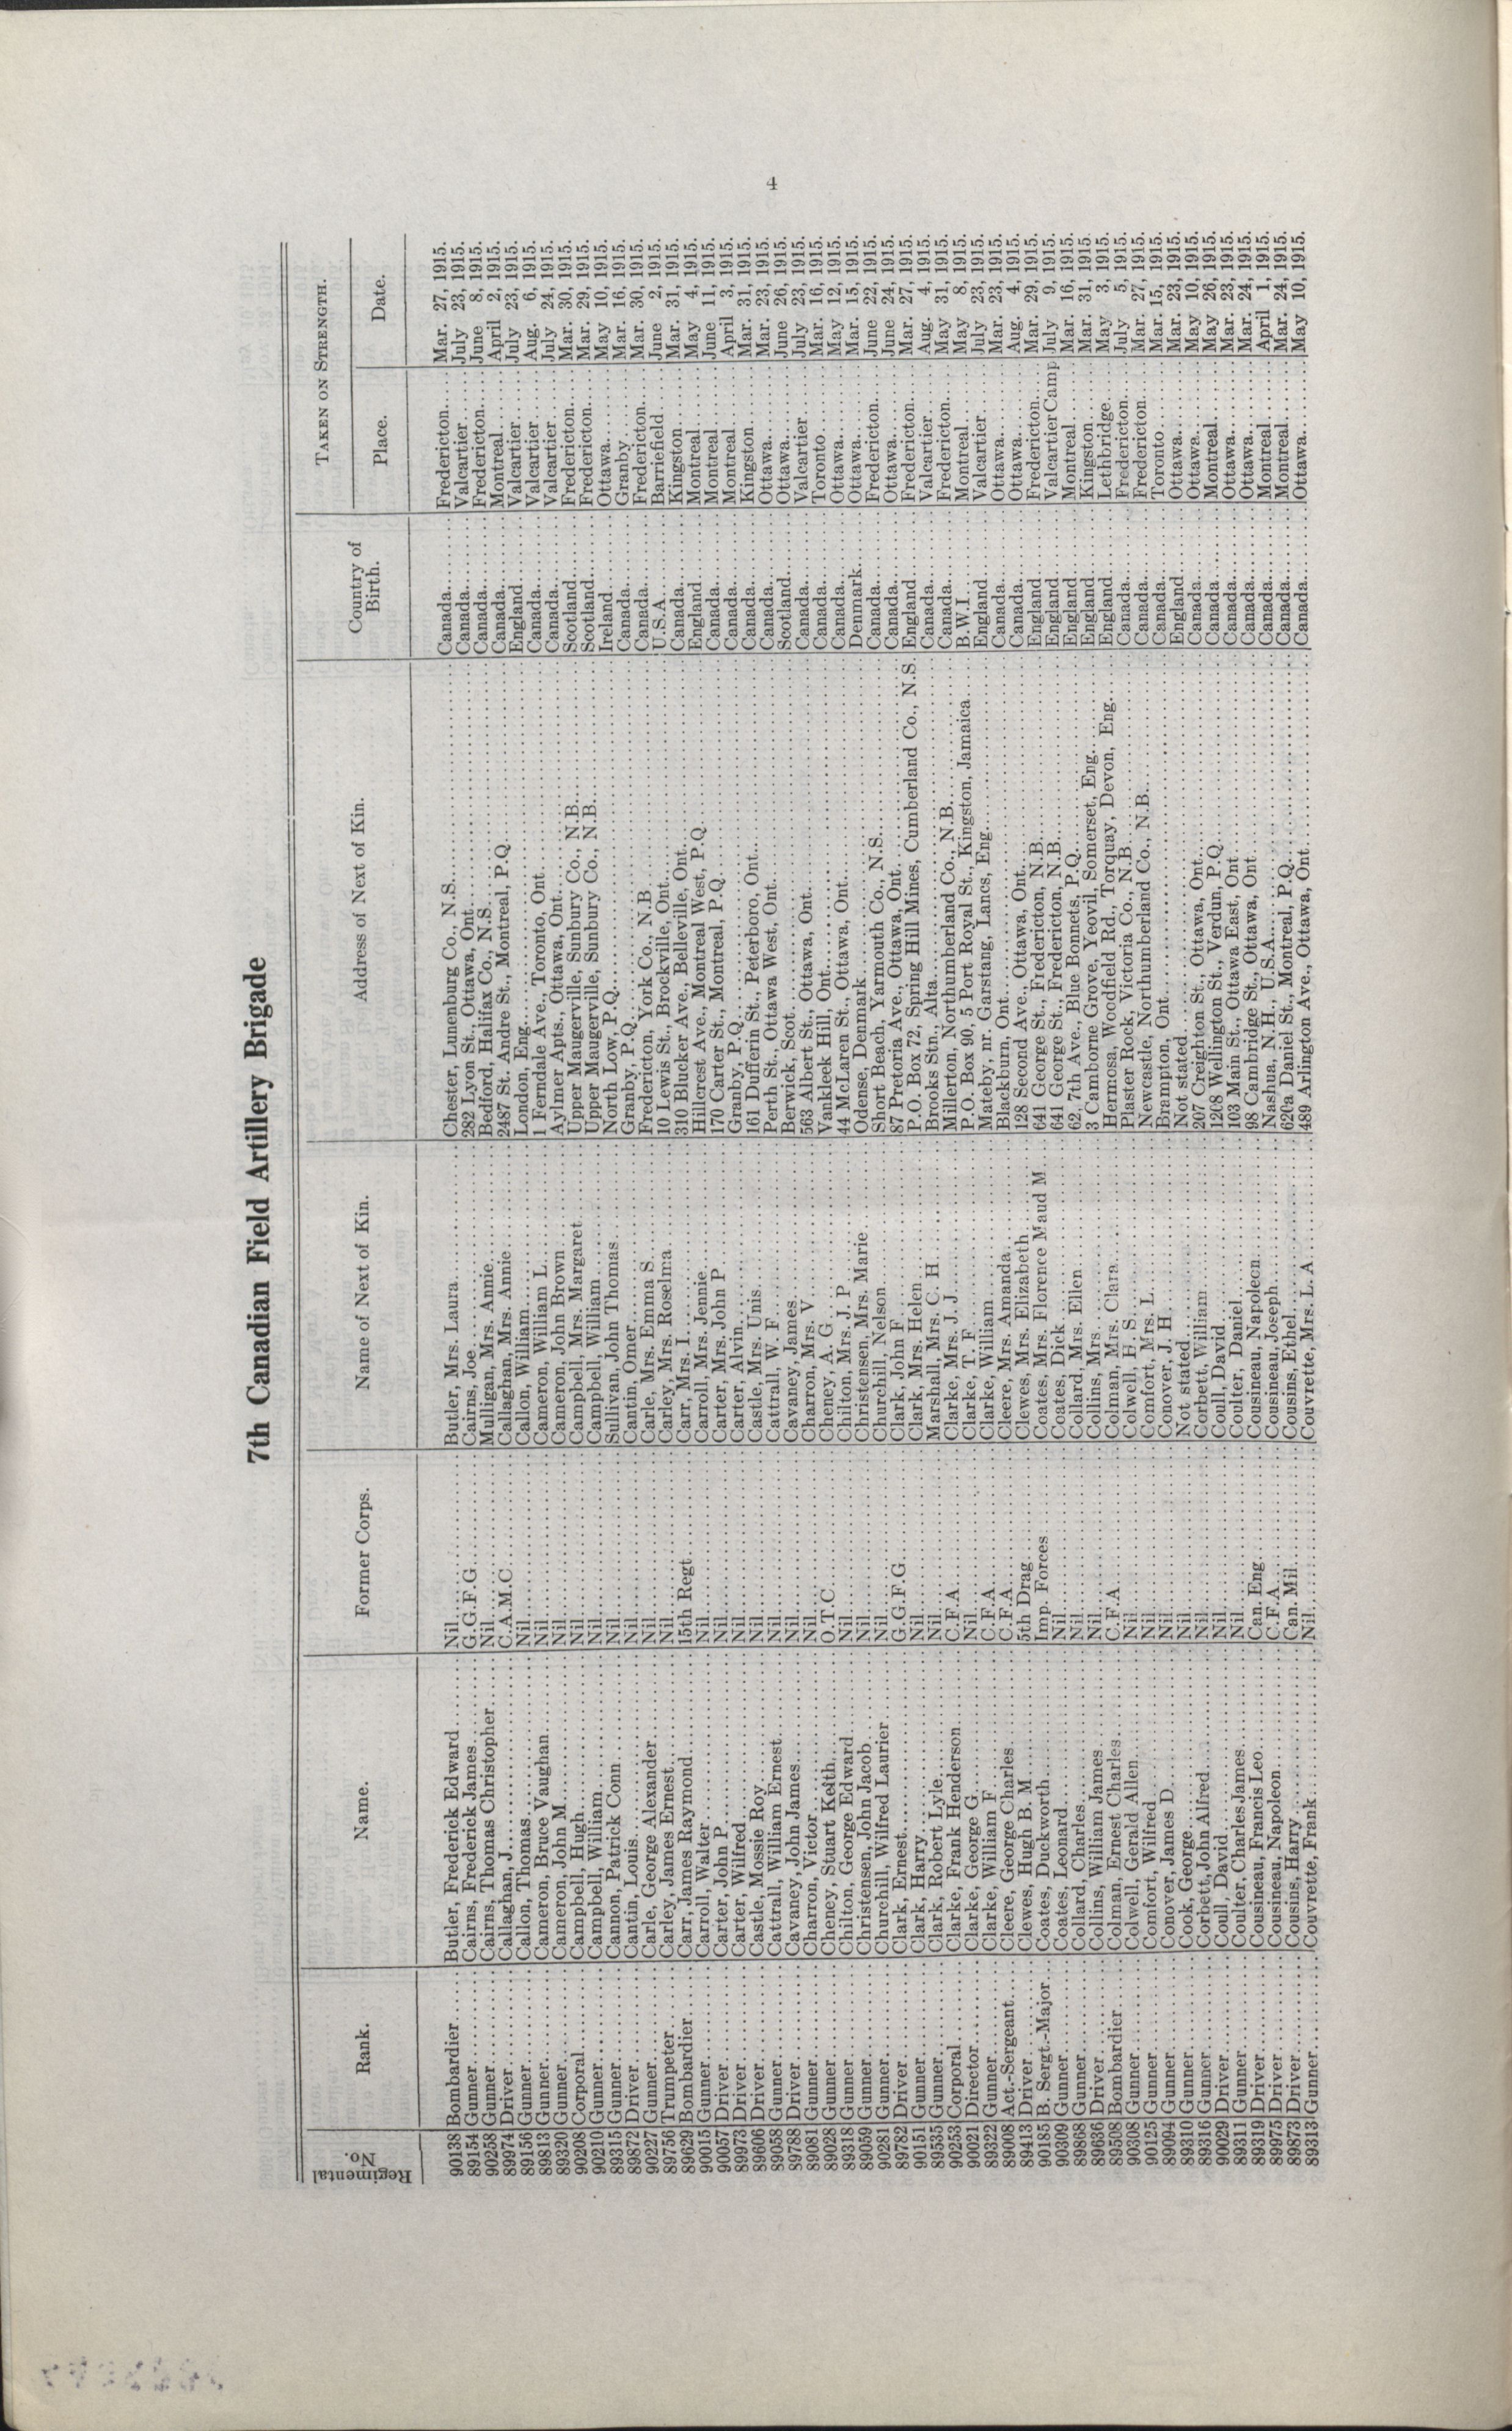 4
7th Canadian Field Artillery Brigade
Regimental No. Rank. Name. Former Corps. Name of Next of Kin. Address of Next of Kin. Country of Birth. TAKEN ON STRENGTH.
Place. Date.
90138 Bombardier Butler, Frederick Edward Nil Butler, Mrs. Laura Chester, Lunenburg Co., N.S. Canada Fredericton Mar. 27, 1915.
89154 Gunner Cairns, Frederick James G.G.F.G. Cairns, Joe 282 Lyon St., Ottawa, Ont. Canada Valcartier July 23, 1915.
90258 Gunner Cairns, Thomas Christopher Nil Mulligan, Mrs. Annie Bedford, Halifax Co., N.S. Canada Fredericton June 8, 1915.
89974 Driver Callaghan, J. C.A.M.C. Callaghan, Mrs. Annie 2487 St. Andre St., Montreal, P.Q. Canada Montreal April 2, 1915.
89156 Gunner Calon, Thomas Nil Callon, William London, Eng. England Valcartier July 23, 1915.
89813 Gunner Cameron, Bruce Vaughan Nil Cameron, William L. 1 Ferndale Ave., Toronto, Ont. Canada Valcartier Aug. 6, 1915.
89320 Gunner Cameron, John M. Nil Cameron, John Brown Aylmer Apts., Ottawa, Ont. Canada Valcartier July 24, 1915.
90208 Corporal Campbell, Hugh Nil Campbell, Mrs. Margaret Upper Maugerville, Sunbury Co., N.B. Scotland Fredericton Mar. 30, 1915.
90210 Gunner Campbell, William Nil Campbell, William Upper Maugerville, Sunbury Co., N.B. Scotland Fredericton Mar. 29, 1915.
89315 Gunner Cannon, Patrick Conn Nil Sullivan, John Thomas North Low, P.Q. Ireland Ottawa May 10, 1915.
89872 Driver Cantin, Louis Nil Cantin, Omer Granby, P.Q. Canada Granby Mar. 16, 1915.
90227 Gunner Carle, George Alexander Nil Carle, Mrs. Emma S. Fredericton, York Co., N.B. Canada Fredericton Mar. 30, 1915.
89756 Trumpeter Carley, James Ernest Nil Carley, Mrs. Roselma 10 Lewis St., Brockville, Ont. U.S.A. Barriefield June 2, 1915.
89629 Bombardier Carr, James Raymond 15th Regt Carr, Mrs. I. 310 Blucker Ave., Belleville, Ont. Canada Kingston Mar. 31, 1915.
90015 Gunner Carroll, Walter Nil Carroll, Mrs. Jennie Hillcrest Ave., Montreal West, P.Q. England Montreal May 4, 1915.
90057 Driver Carter, John P. Nil Carter, Mrs. John P. 170 Carter St., Montreal, P.Q. Canada Montreal June 11, 1915.
89973 Driver Carter, Wilfred Nil Carter, Alvin Granby, P.Q. Canada Montreal April 3, 1915.
89606 Driver Castle, Mossie Roy Nil Castle, Mrs. Unis 161 Dufferin St., Peterboro, Ont. Canada Kingston Mar. 31, 1915.
89058 Gunner Cattrall, William Ernest Nil Cattrall, W. F. Perth St., Ottawa West, Ont. Canada Ottawa Mar. 23, 1915.
89788 Driver Cavaney, John James Nil Cavaney, James Berwick, Scot. Scotland Ottawa June 26, 1915.
89081 Gunner Charron, Victor Nil Charron, Mrs. V. 563 Albert St., Ottawa, Ont. Canada Valcartier July 23, 1915.
89028 Gunner Cheney, Stuart Keith O.T.C. Cheney, A. G. Vankleek Hill, Ont. Canada Toronto Mar. 16, 1915.
89318 Gunner Chilton, George Edward Nil Chilton, Mrs. J. P. 44 McLaren St., Ottawa, Ont. Canada Ottawa May 12, 1915.
89059 Gunner Christensen, John Jacob Nil Christensen, Mrs. Marie Odense, Denmark Denmark Ottawa Mar. 15, 1915.
90281 Gunner Churchill, Wilfred Laurier Nil Churchill, Nelson Short Beach, Yarmouth Co., N.S. Canada Fredericton June 22, 1915.
89782 Driver Clark, Ernest G.G.F.G. Clark, John F. 87 Pretoria Ave., Ottawa, Ont. Canada Ottawa June 24, 1915.
90151 Gunner Clark, Harry Nil Clark, Mrs. Helen P.O. Box 72, Spring Hill Mines, Cumberland Co., N.S. England Fredericton Mar. 27, 1915.
89535 Gunner Clark, Robert Lyle Nil Marshall, Mrs. C. H. Brooks Stn., Alta. Canada Valcartier Aug. 4, 1915.
90253 Corporal Clarke, Frank Henderson C.F.A. Clarke, Mrs. J. J. Millerton, Northumberland Co., N.B. Canada Fredericton May 31, 1915.
90021 Director Clarke, George G. Nil Clarke, T. F. P.O. Box 90, 5 Port Royal St., Kingston, Jamaica B.W.I. Montreal May 8, 1915.
89322 Gunner Clarke, William F. C.F.A. Clarke, William Mateby, nr. Garstang, Lancs, Eng. England Valcartier July 23, 1915.
89008 Act.-Sergeant Cleere, George Charles C.F.A. Cleere, Mrs. Amanda Blackburn, Ont. Canada Ottawa Mar. 23, 1915.
89413 Driver Clewes, Hugh B. M. 5th Drag Clewes, Mrs. Elizabeth 128 Second Ave., Ottawa, Ont. Canada Ottawa Aug. 4, 1915.
90185 B. Sergt.-Major Coates, Duckworth Imp. Forces Coates, Mrs. Florence Maud M. 641 George St., Fredericton, N.B. England Fredericton Mar. 29, 1915.
90309 Gunner Coates, Leonard Nil Coates, Dick 641 George St., Fredericton, N.B. England ValcartierCamp July 9, 1915.
89868 Gunner Collard, Charles Nil Collard, Mrs. Ellen 62, 7th Ave., Blue Bonnets, P.Q. England Montreal Mar. 16, 1915.
89636 Driver Collins, William James Nil Collins, Mrs. 3 Camborne Grove, Yeovil, Somerset, Eng. England Kingston Mar. 31, 1915.
89508 Bombardier Colman, Ernest Charles C.F.A. Colman, Mrs. Clara Hermosa, Woodfield Rd., Torquay, Devon, Eng. England Lethbridge May 3, 1915.
90308 Gunner Colwell, Gerald Allen Nil Colwell, H. S. Plaster Rock, Victoria Co., N.B. Canada Fredericton July 5, 1915.
90125 Gunner Comfort, Wilfred Nil Comfort, Mrs. L. Newcastle, Northumberland Co., N.B. Canada Fredericton Mar. 27, 1915.
89094 Gunner Conover, James D. Nil Conover, J. H. Brampton, Ont. Canada Toronto Mar. 15, 1915.
89310 Gunner Cook, George Nil Not stated Not stated England Ottawa Mar. 23, 1915.
89316 Gunner Corbett, John Alfred Nil Corbett, William 207 Creighton St., Ottawa, Ont. Canada Ottawa May 10, 1915.
90029 Driver Coull, David Nil Coull, David 1208 Wellington St., Verdun, P.Q. Canada Montreal May 26, 1915.
89311 Gunner Coulter, Charles James Nil Coulter, Daniel 103 Main St., Ottawa East, Ont. Canada Ottawa Mar. 23, 1915.
89319 Driver Cousineau, Francis Leo Can. Eng. Cousineau, Napoleon 98 Cambridge St., Ottawa, Ont. Canada Ottawa Mar. 24, 1915.
89975 Driver Cousineau, Napoleon C.F.A. Cousineau, Joseph Nashua, N.H., U.S.A. Canada Montreal April 1, 1915.
89873 Driver Cousins, Harry Can. Mil. Cousins, Ethel 620a Daniel St., Montreal, P.Q. Canada Montreal Mar. 24, 1915.
89313 Gunner Couvrette, Frank Nil Couvrette, Mrs. L. A. 489 Arlington Ave., Ottawa, Ont. Canada Ottawa May 10, 1915.